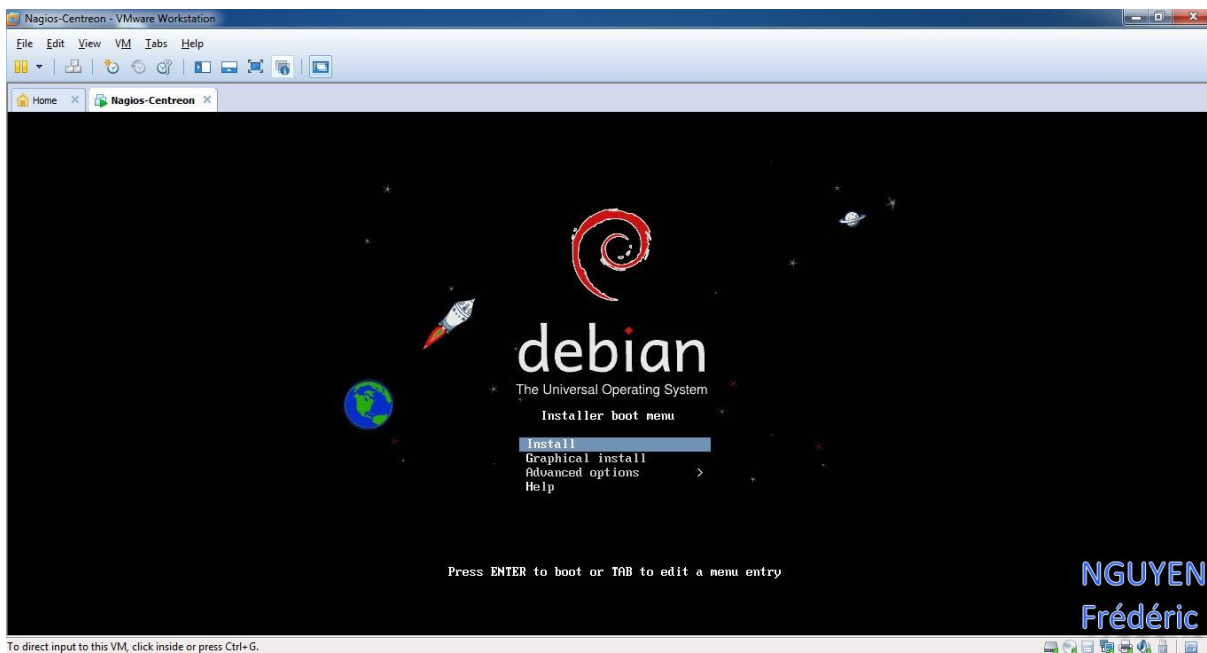 Nagios-Centreon - VMware Workstation
File Edit View VM Tabs Help
Home Nagios-Centreon
debian
The Universal Operating System
Installer boot menu
Install
Graphical install
Advanced options >
Help
Press ENTER to boot or TAB to edit a menu entry
NGUYEN
Frédéric
To direct input to this VM, click inside or press Ctrl+G.